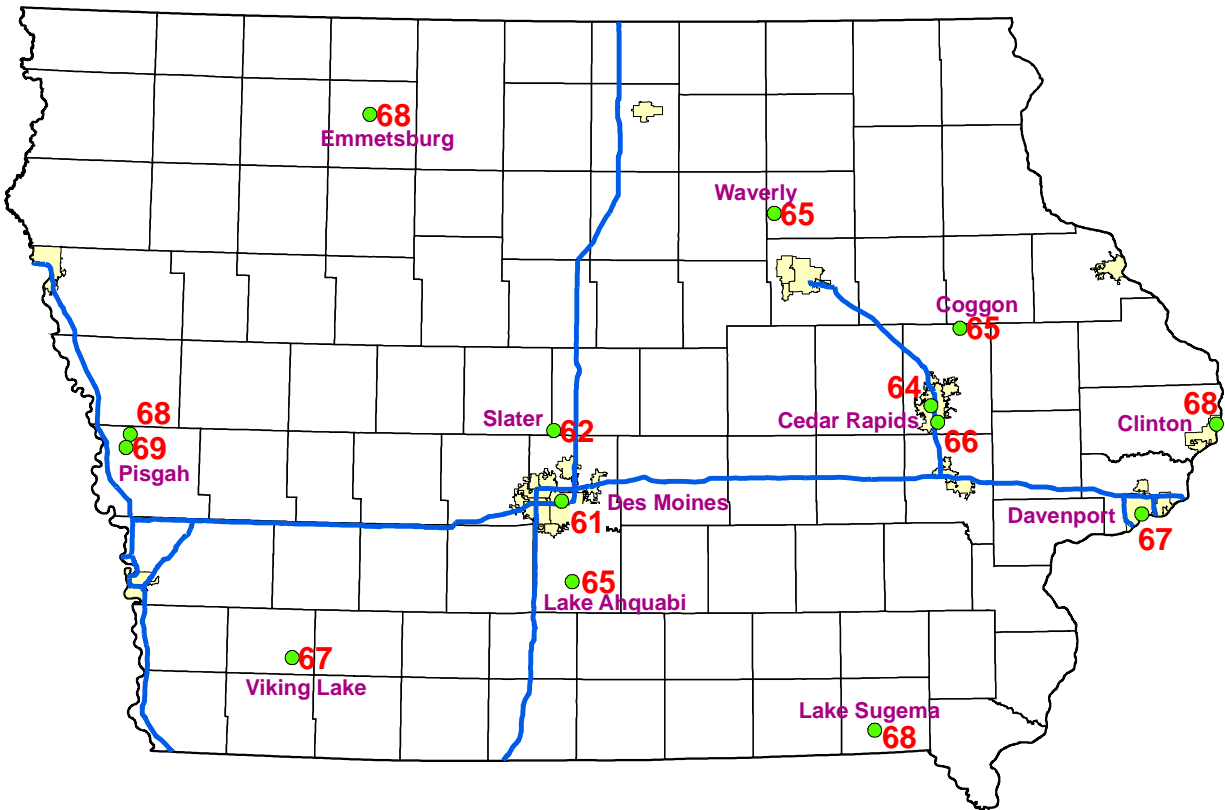 68
Emmetsburg
Waverly
65
Coggon
65
64
Cedar Rapids
66
68
Clinton
68
69
Pisgah
Slater
62
Des Moines
61
Davenport
67
65
Lake Ahquabi
67
Viking Lake
Lake Sugema
68